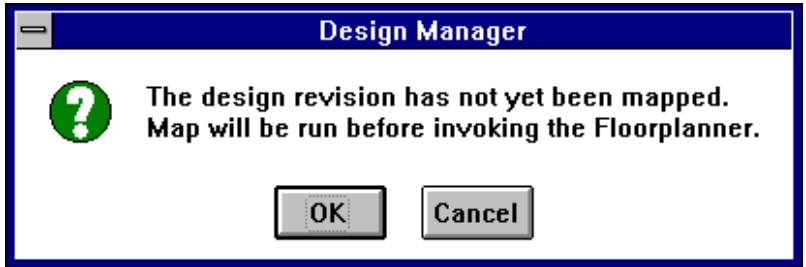 Design Manager
The design revision has not yet been mapped.
Map will be run before invoking the Floorplanner.
OK
Cancel